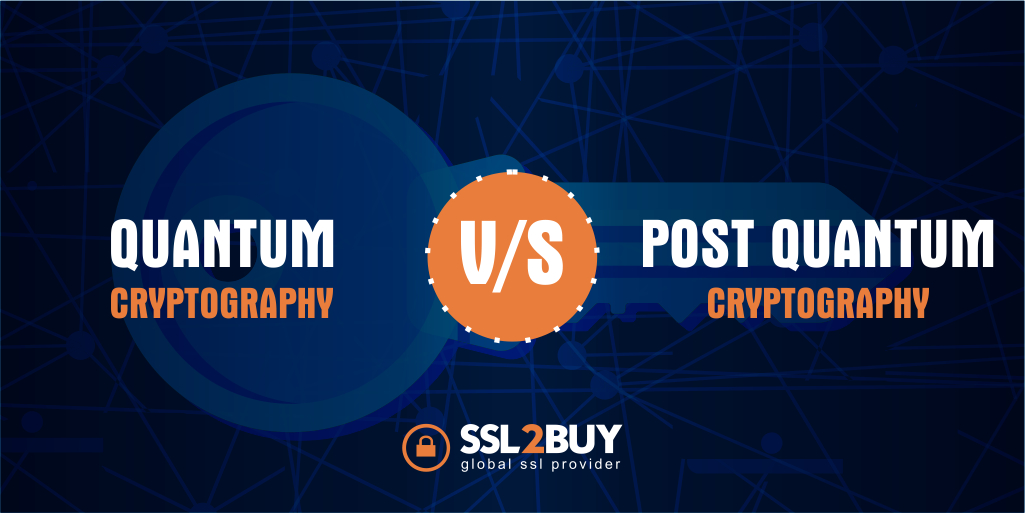 QUANTUM
CRYPTOGRAPHY
V/S
POST QUANTUM
CRYPTOGRAPHY
SSL2BUY
global ssl provider